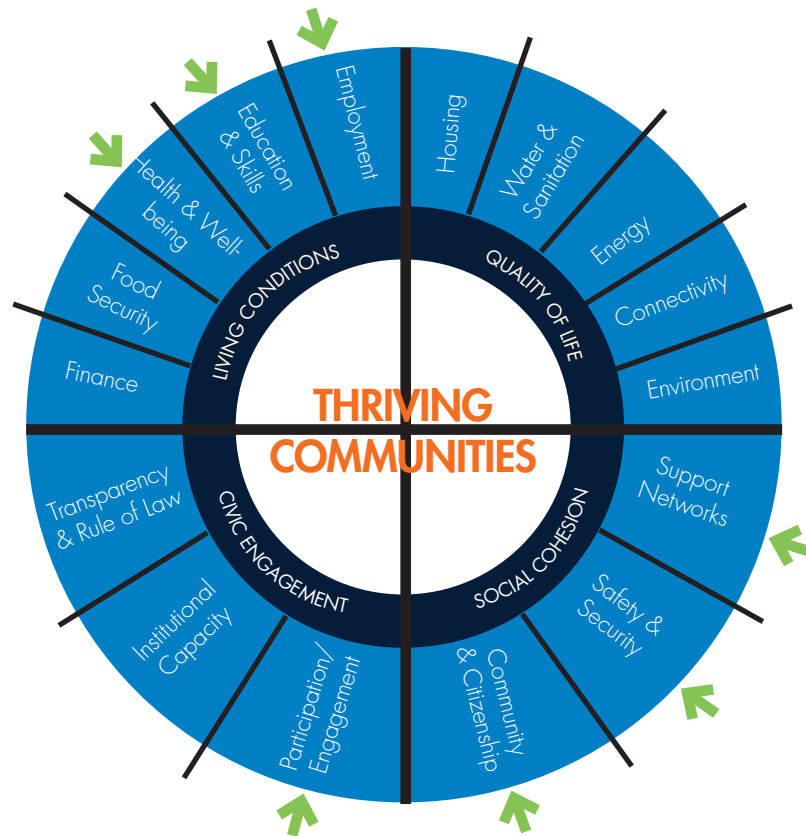 THRIVING
COMMUNITIES
LIVING CONDITIONS
QUALITY OF LIFE
SOCIAL COHESION
CIVIC ENGAGEMENT
Housing
Water &
Sanitation
Energy
Connectivity
Environment
Support
Networks
Safety &
Security
Community
& Citizenship
Participation/
Engagement
Institutional
Capacity
Transparency
& Rule of Law
Finance
Food
Security
Health & Well-
being
Education
& Skills
Employment